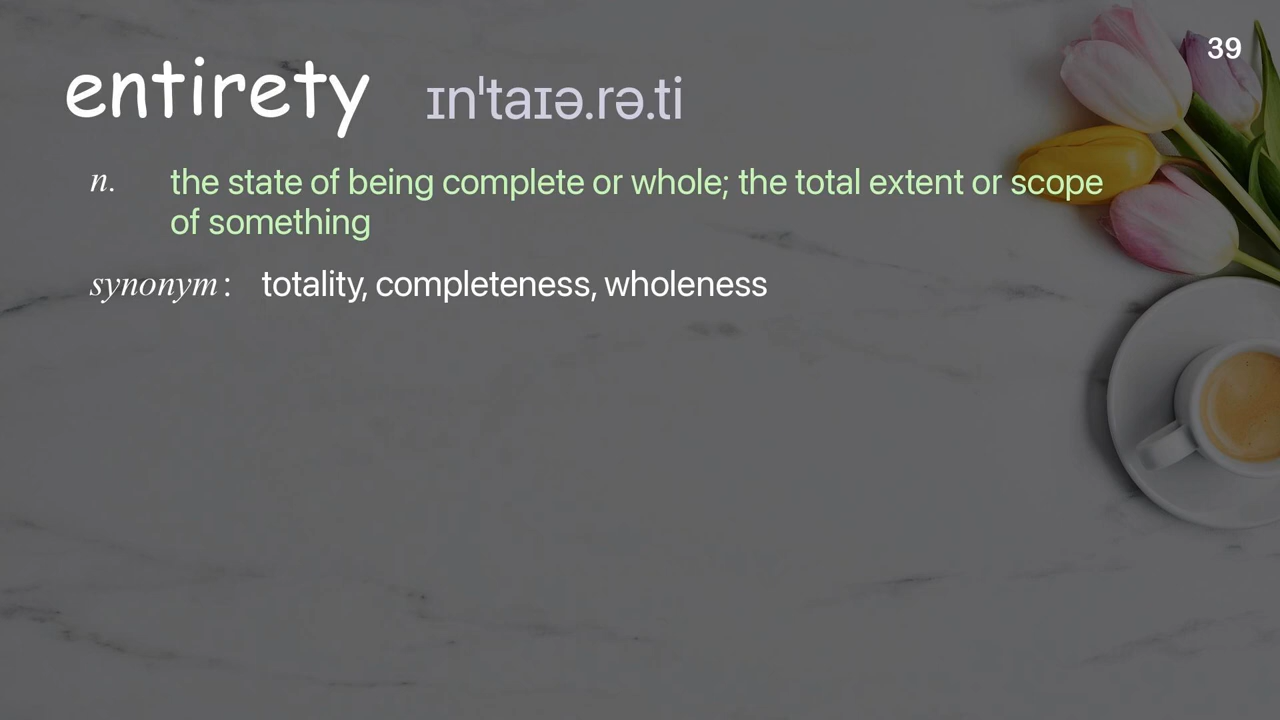 39
entirety ɪnˈtaɪə.rə.ti
n. the state of being complete or whole; the total extent or scope
of something
synonym : totality, completeness, wholeness